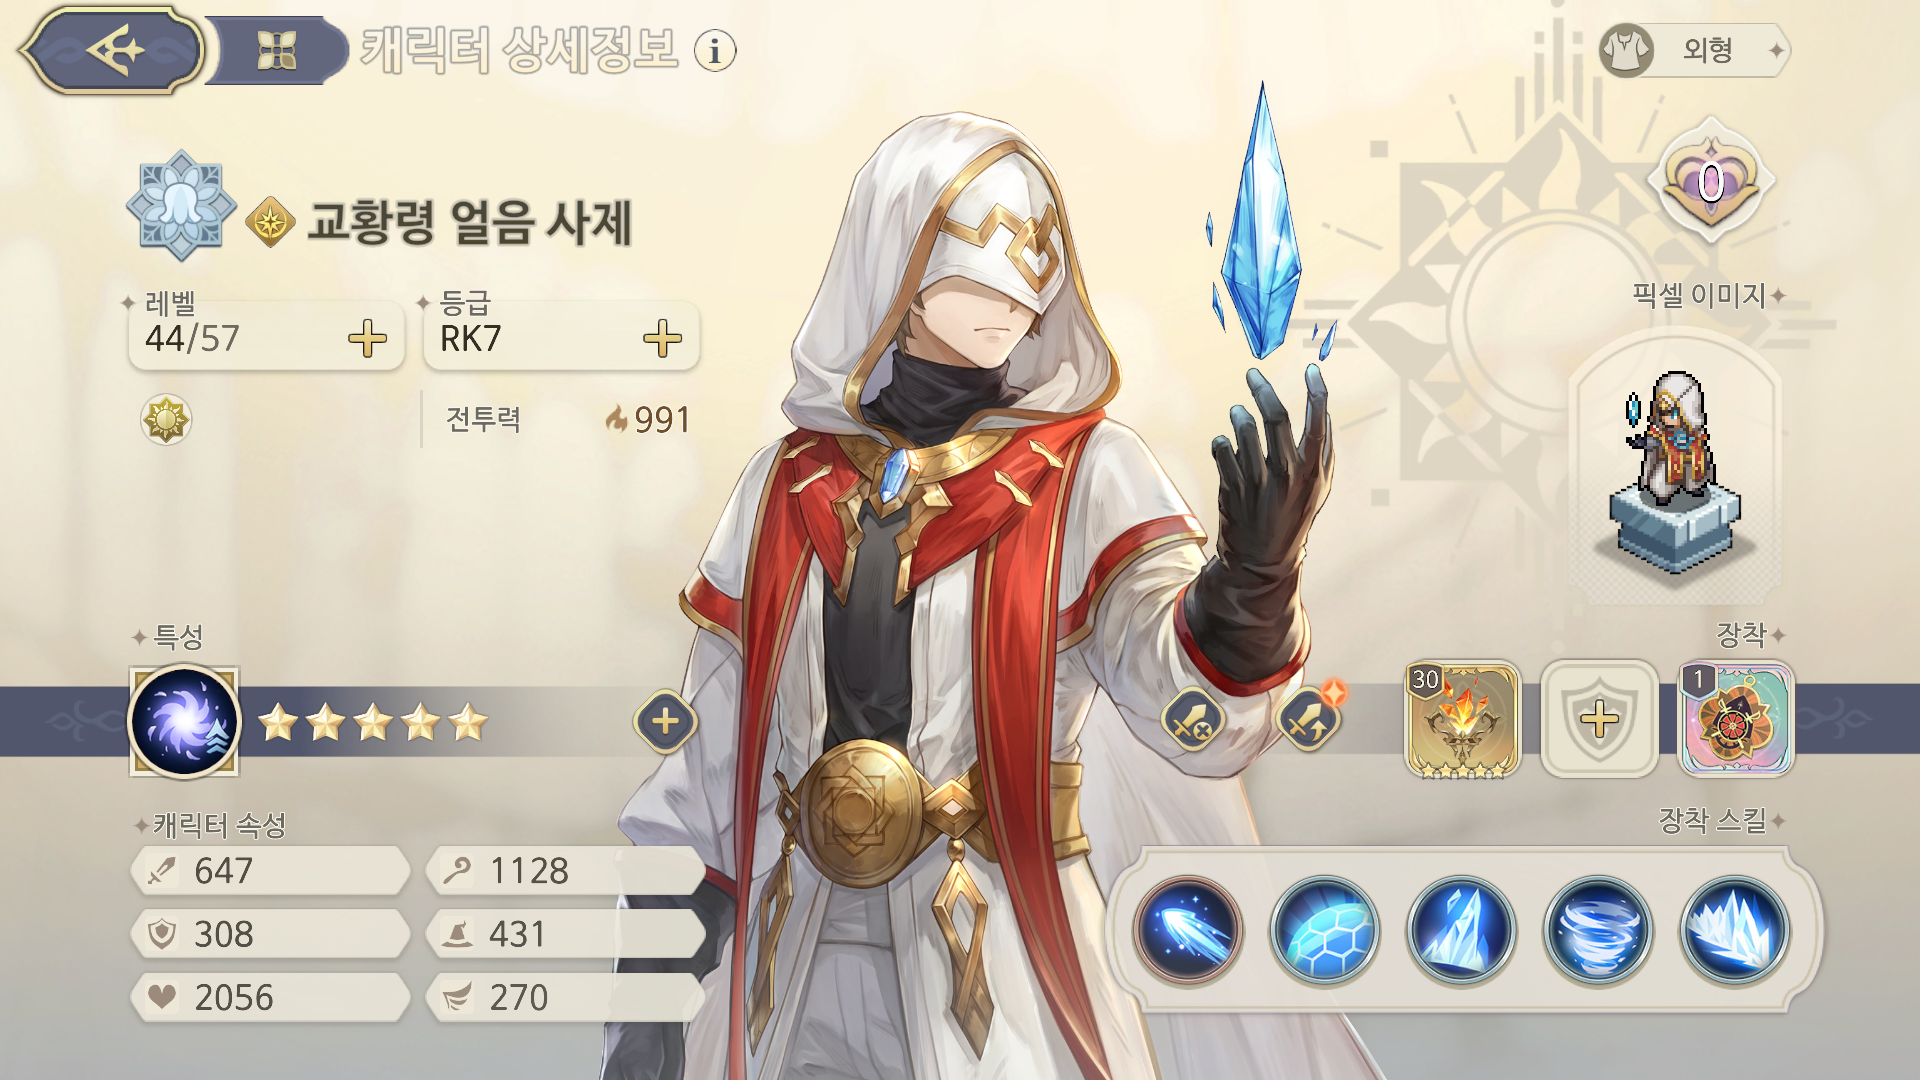 캐릭터 상세정보
외형
교황령 얼음 사제
0
레벨
44/57
등급
RK7
픽셀 이미지
전투력
991
특성
장착
30
1
캐릭터 속성
장착 스킬
647
1128
308
431
2056
270